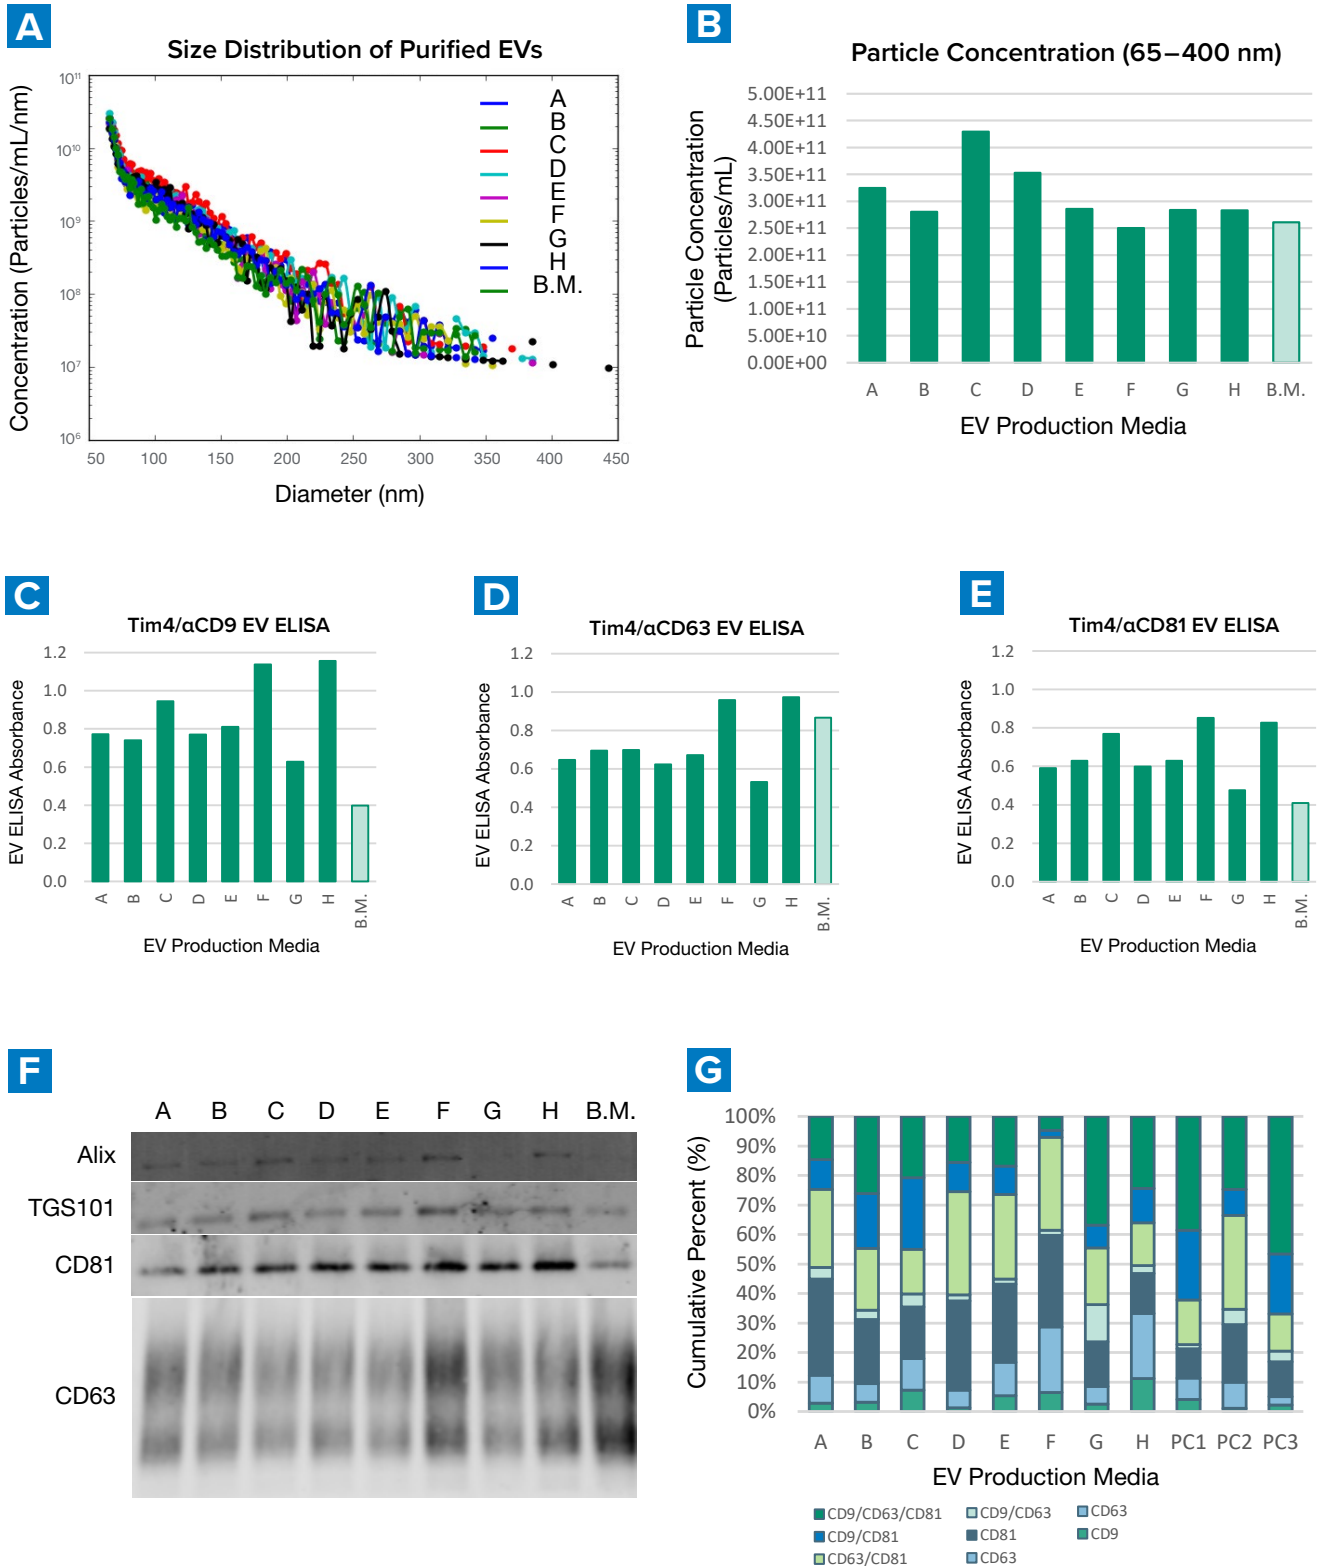 A
Size Distribution of Purified EVs
Concentration (Particles/mL/nm)
10¹¹
10¹⁰
10⁹
10⁸
10⁷
10⁶
50 100 150 200 250 300 350 400 450
Diameter (nm)
A
B
C
D
E
F
G
H
B.M.
B
Particle Concentration (65–400 nm)
Particle Concentration
(Particles/mL)
5.00E+11
4.50E+11
4.00E+11
3.50E+11
3.00E+11
2.50E+11
2.00E+11
1.50E+11
1.00E+11
5.00E+10
0.00E+00
A B C D E F G H B.M.
EV Production Media
C
Tim4/αCD9 EV ELISA
EV ELISA Absorbance
1.2
1.0
0.8
0.6
0.4
0.2
0.0
A B C D E F G H B.M.
EV Production Media
D
Tim4/αCD63 EV ELISA
EV ELISA Absorbance
1.2
1.0
0.8
0.6
0.4
0.2
0.0
A B C D E F G H B.M.
EV Production Media
E
Tim4/αCD81 EV ELISA
EV ELISA Absorbance
1.2
1.0
0.8
0.6
0.4
0.2
0.0
A B C D E F G H B.M.
EV Production Media
F
A B C D E F G H B.M.
Alix
TGS101
CD81
CD63
G
Cumulative Percent (%)
100%
90%
80%
70%
60%
50%
40%
30%
20%
10%
0%
A B C D E F G H PC1 PC2 PC3
EV Production Media
CD9/CD63/CD81 CD9/CD63 CD63
CD9/CD81 CD81 CD9
CD63/CD81 CD63